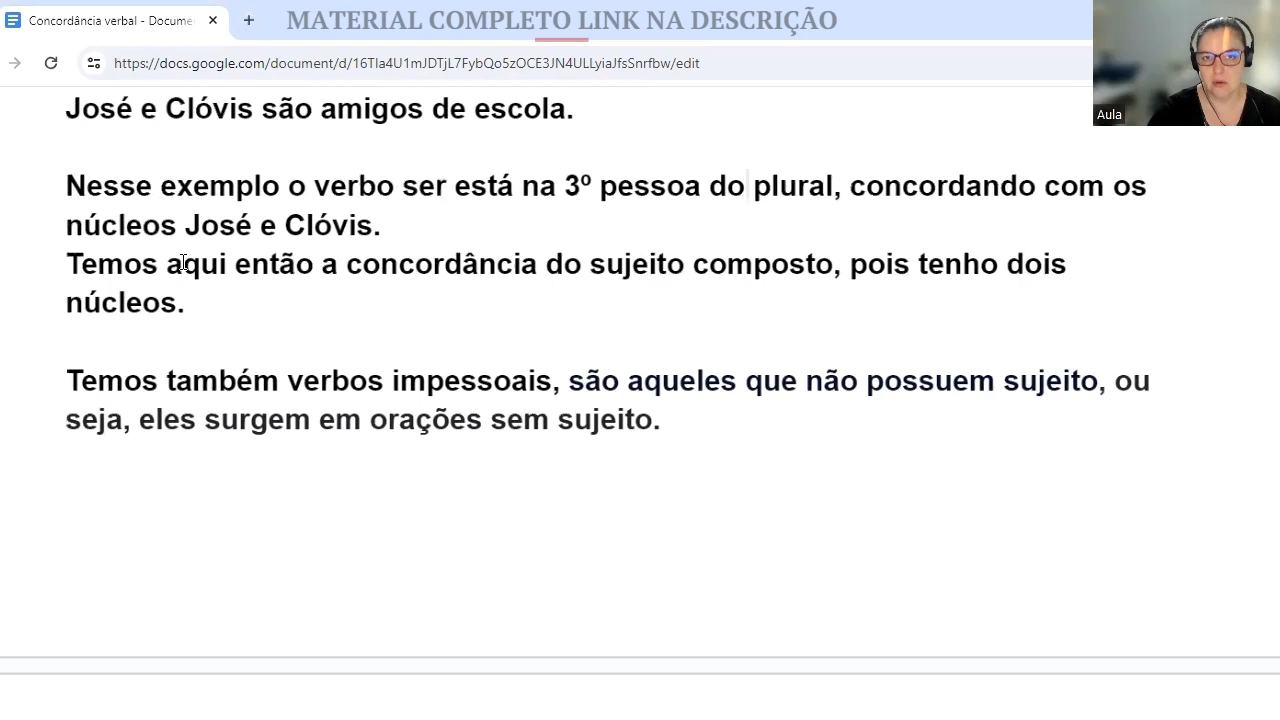 Concordância verbal - Docume
MATERIAL COMPLETO LINK NA DESCRIÇÃO
https://docs.google.com/document/d/16TIa4U1mJDTjL7FybQo5zOCE3JN4ULLyiaJfsSnrfbw/edit
Aula
José e Clóvis são amigos de escola.
Nesse exemplo o verbo ser está na 3º pessoa do plural, concordando com os
núcleos José e Clóvis.
Temos aqui então a concordância do sujeito composto, pois tenho dois
núcleos.
Temos também verbos impessoais, são aqueles que não possuem sujeito, ou
seja, eles surgem em orações sem sujeito.